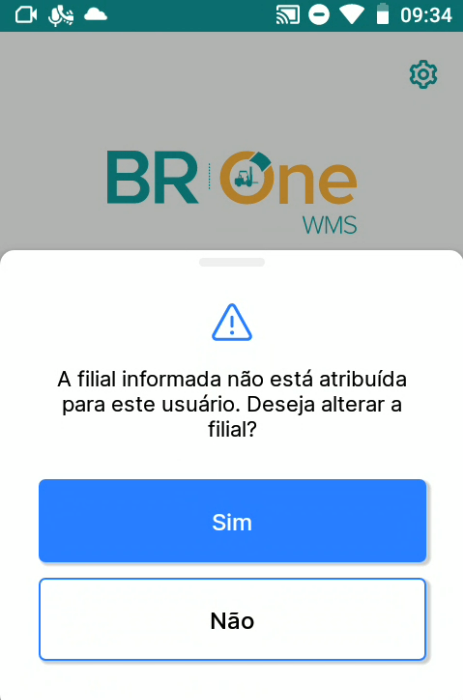 09:34
BR One
WMS
A filial informada não está atribuída
para este usuário. Deseja alterar a
filial?
Sim
Não